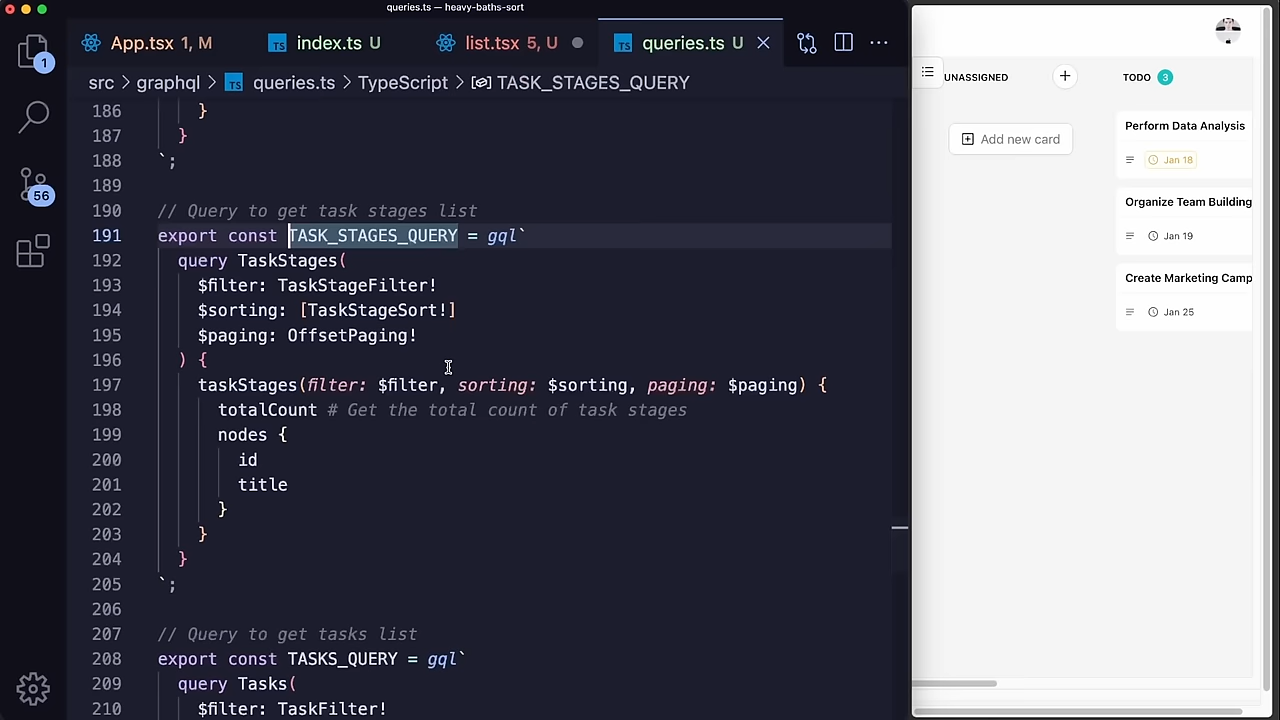 queries.ts — heavy-baths-sort
App.tsx 1, M
TS index.ts U
list.tsx 5, U
TS queries.ts U
src > graphql > TS queries.ts > TypeScript > TASK_STAGES_QUERY
1
56
186 }
187 }
188 `;
189
190 // Query to get task stages list
191 export const TASK_STAGES_QUERY = gql`
192 query TaskStages(
193 $filter: TaskStageFilter!
194 $sorting: [TaskStageSort!]
195 $paging: OffsetPaging!
196 ) {
197 taskStages(filter: $filter, sorting: $sorting, paging: $paging) {
198 totalCount # Get the total count of task stages
199 nodes {
200 id
201 title
202 }
203 }
204 }
205 `;
206
207 // Query to get tasks list
208 export const TASKS_QUERY = gql`
209 query Tasks(
210 $filter: TaskFilter!
UNASSIGNED
Add new card
TODO 3
Perform Data Analysis
Jan 18
Organize Team Building
Jan 19
Create Marketing Camp
Jan 25